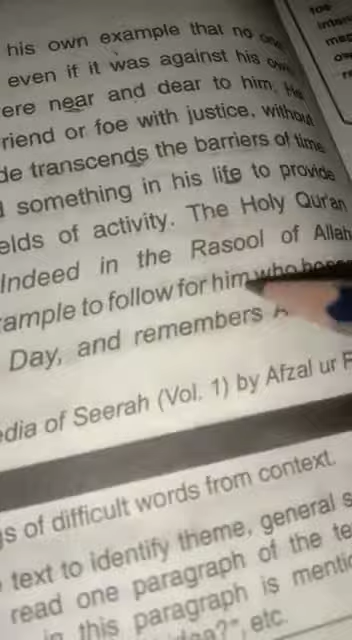 his own example that no one
even if it was against his own
ere near and dear to him. He
riend or foe with justice, without
de transcends the barriers of time
something in his life to provide
elds of activity. The Holy Qur'an
Indeed in the Rasool of Allah
ample to follow for him who
Day, and remembers
edia of Seerah (Vol. 1) by Afzal ur R
gs of difficult words from context.
text to identify theme, general s
read one paragraph of the te
in this paragraph is mentio
etc.